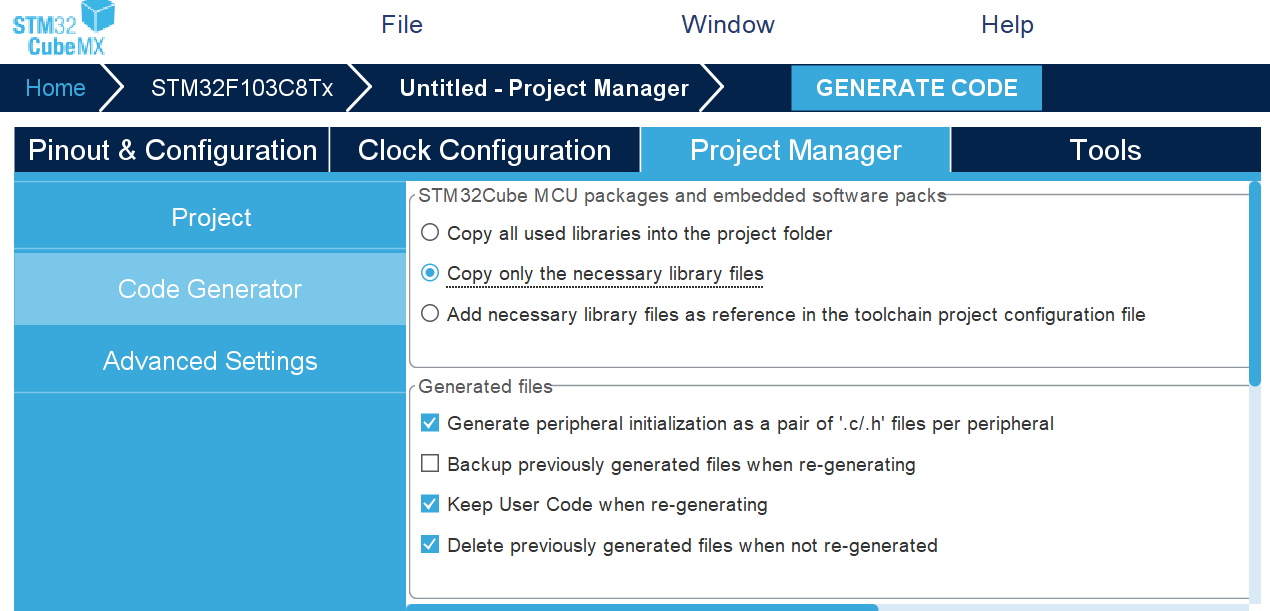 STM32
CubeMX
File Window Help
Home STM32F103C8Tx Untitled - Project Manager GENERATE CODE
Pinout & Configuration Clock Configuration Project Manager Tools
Project
Code Generator
Advanced Settings
STM32Cube MCU packages and embedded software packs
Copy all used libraries into the project folder
Copy only the necessary library files
Add necessary library files as reference in the toolchain project configuration file
Generated files
Generate peripheral initialization as a pair of '.c/.h' files per peripheral
Backup previously generated files when re-generating
Keep User Code when re-generating
Delete previously generated files when not re-generated